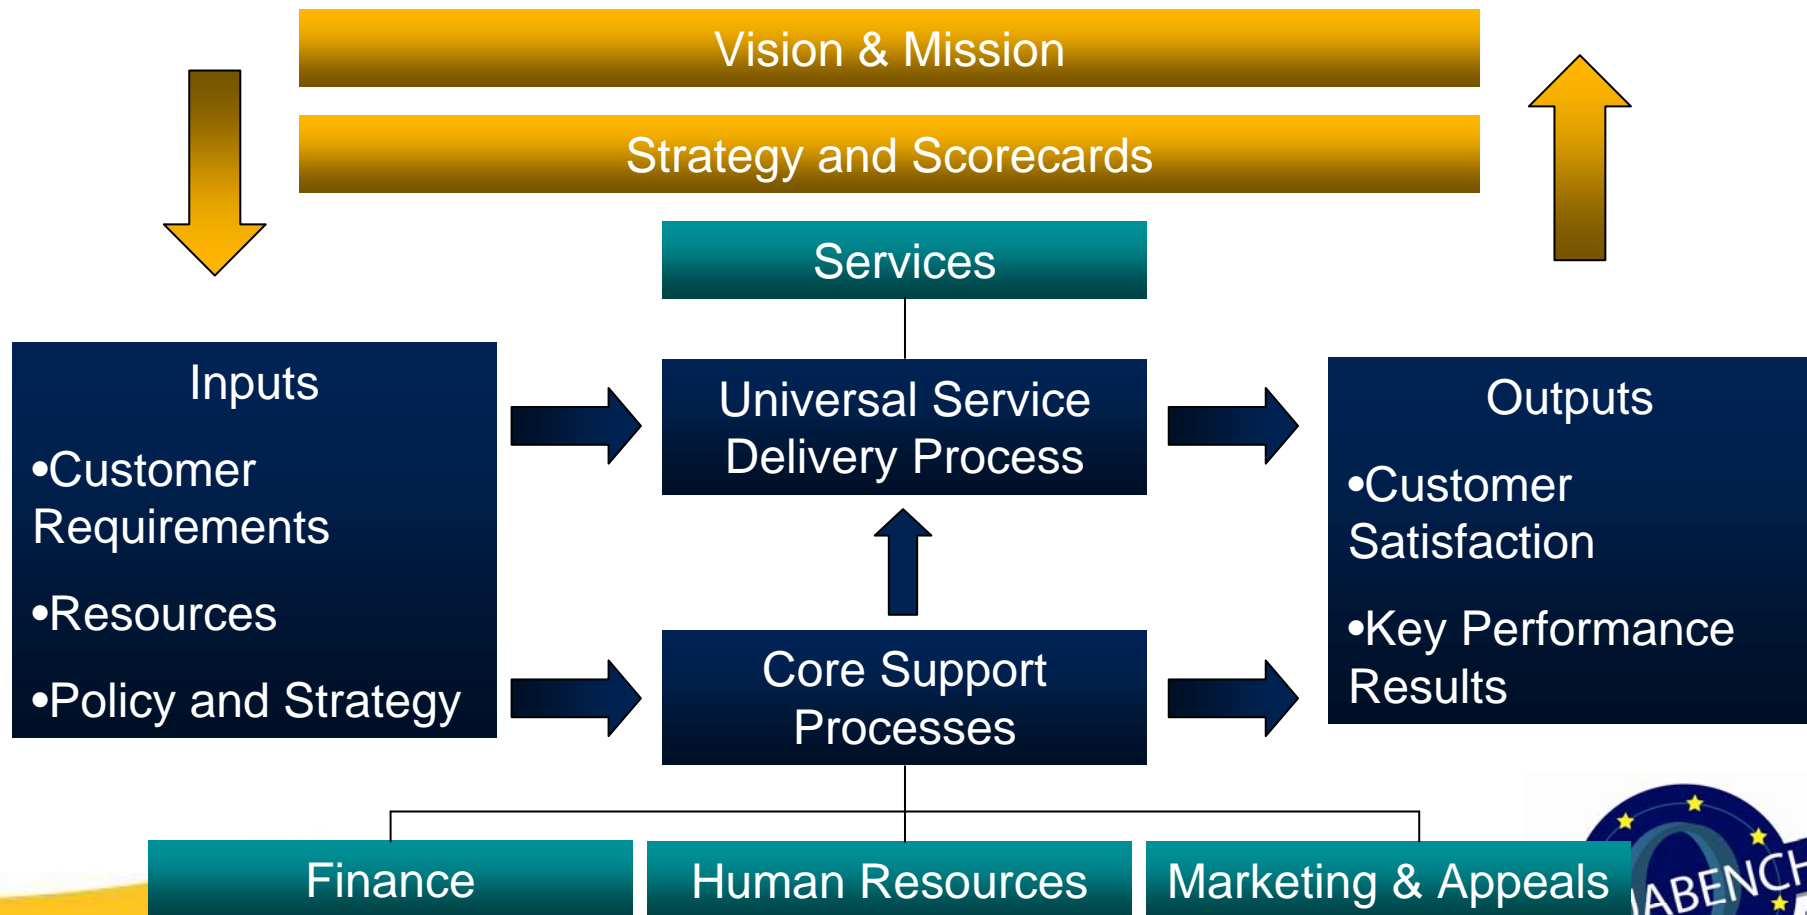 Vision & Mission
Strategy and Scorecards
Services
Inputs
•Customer
Requirements
•Resources
•Policy and Strategy
Universal Service
Delivery Process
Core Support
Processes
Outputs
•Customer
Satisfaction
•Key Performance
Results
Finance
Human Resources
Marketing & Appeals
ABENCH